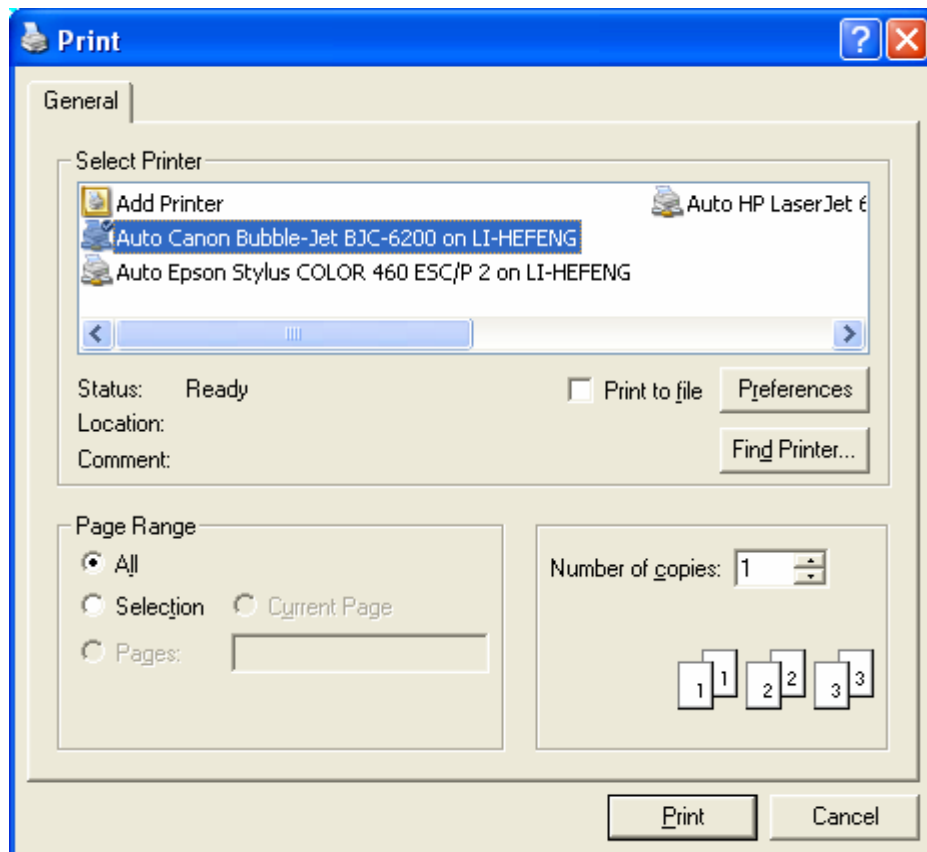 Print
General
Select Printer
Add Printer
Auto HP LaserJet 6
Auto Canon Bubble-Jet BJC-6200 on LI-HEFENG
Auto Epson Stylus COLOR 460 ESC/P 2 on LI-HEFENG
Status: Ready
Print to file
Preferences
Location:
Comment:
Find Printer...
Page Range
All
Selection
Current Page
Pages:
Number of copies: 1
1 1 2 2 3 3
Print
Cancel